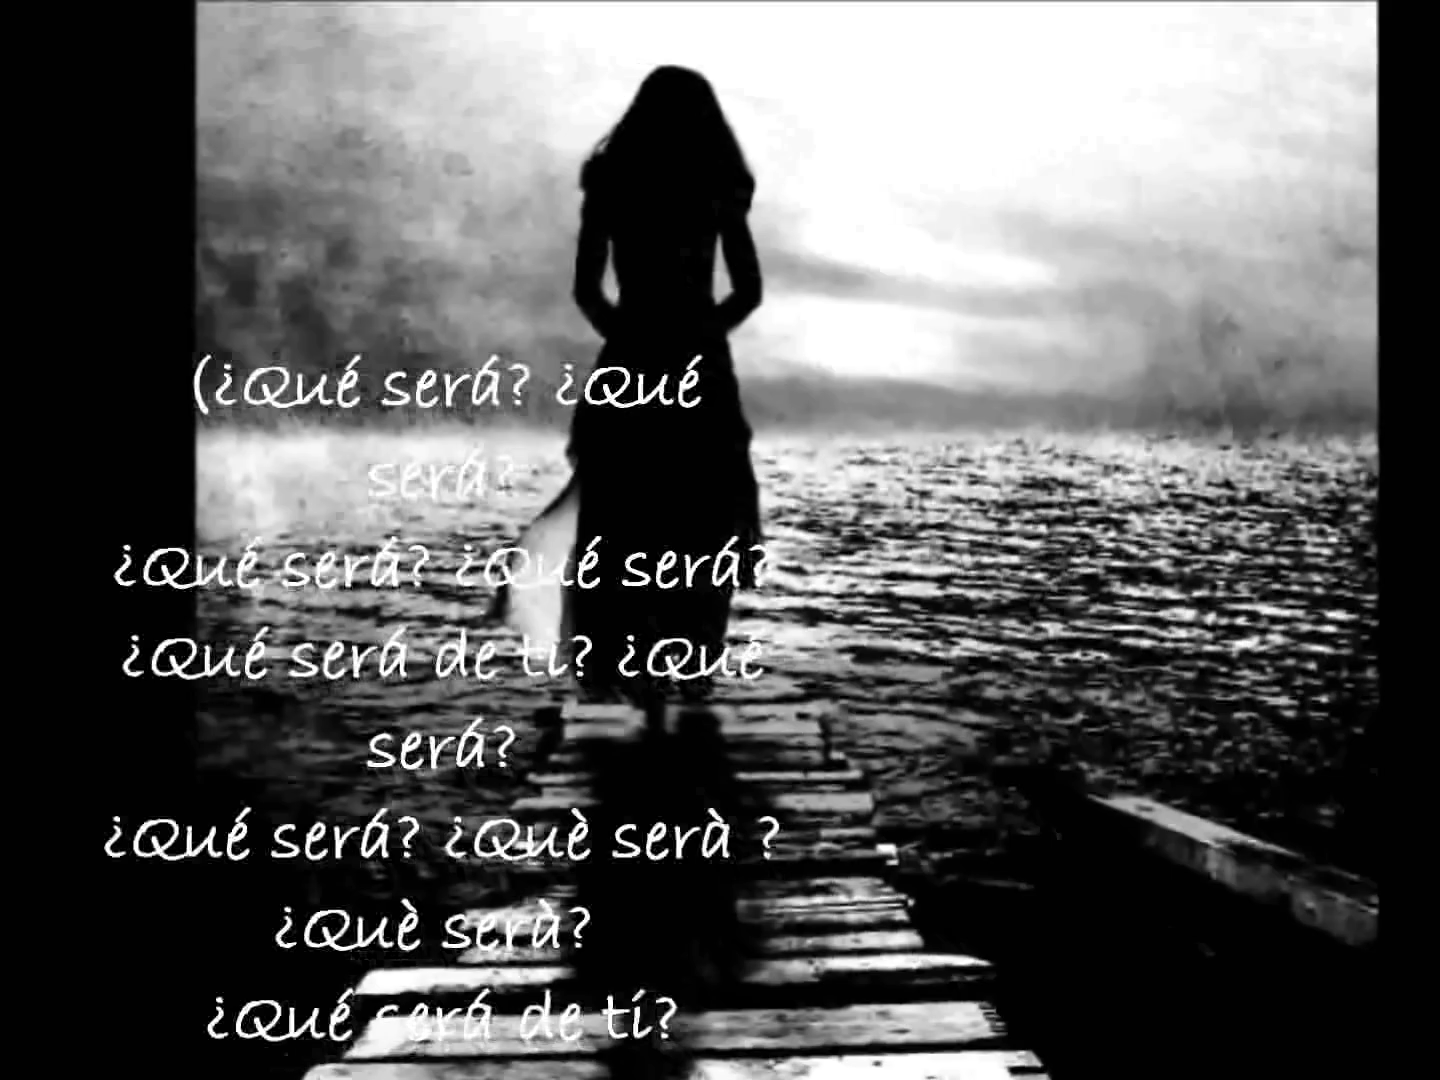 (¿Qué será? ¿Qué
será?
¿Qué será? ¿Qué será?
¿Qué será de ti? ¿Qué
será?
¿Qué será? ¿Què serà ?
¿Què serà?
¿Qué será de tí?